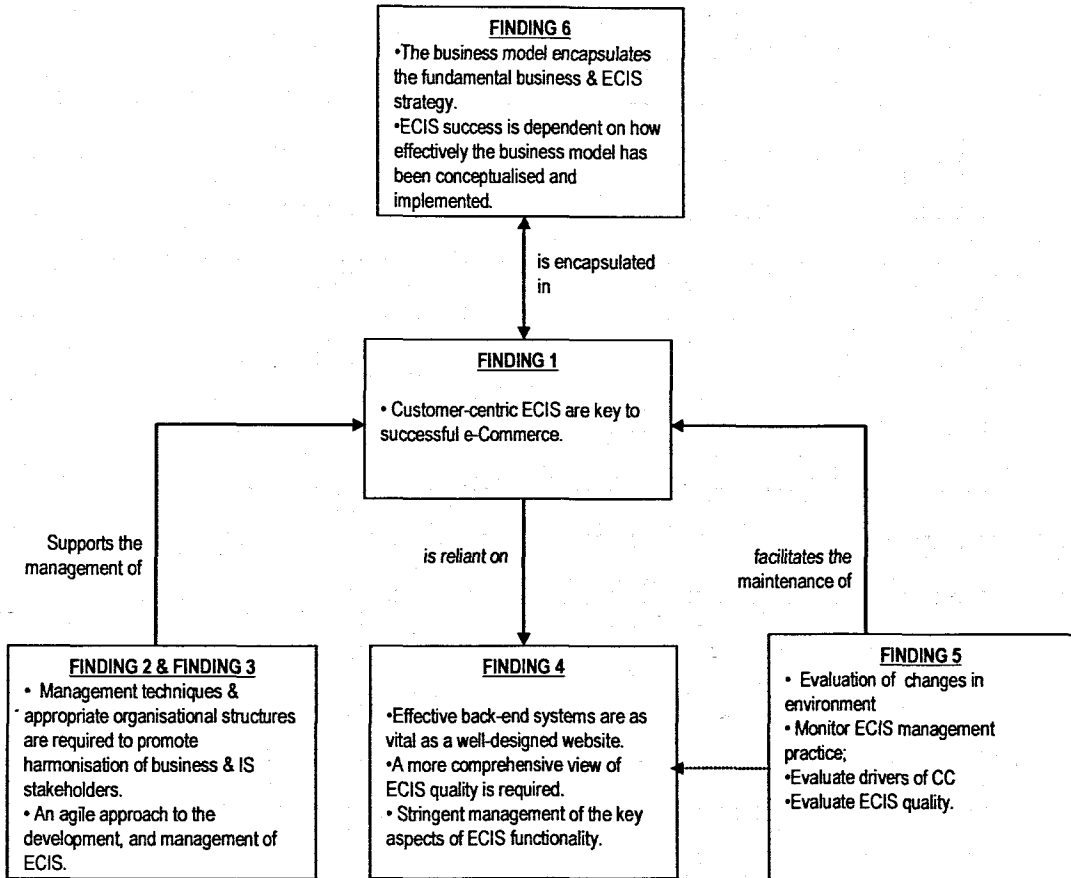 FINDING 6
•The business model encapsulates
the fundamental business & ECIS
strategy.
•ECIS success is dependent on how
effectively the business model has
been conceptualised and
implemented.
is encapsulated
in
FINDING 1
• Customer-centric ECIS are key to
successful e-Commerce.
Supports the
management of
is reliant on
facilitates the
maintenance of
FINDING 2 & FINDING 3
• Management techniques &
appropriate organisational structures
are required to promote
harmonisation of business & IS
stakeholders.
• An agile approach to the
development, and management of
ECIS.
FINDING 4
•Effective back-end systems are as
vital as a well-designed website.
•A more comprehensive view of
ECIS quality is required.
• Stringent management of the key
aspects of ECIS functionality.
FINDING 5
• Evaluation of changes in
environment
• Monitor ECIS management
practice;
•Evaluate drivers of CC
•Evaluate ECIS quality.